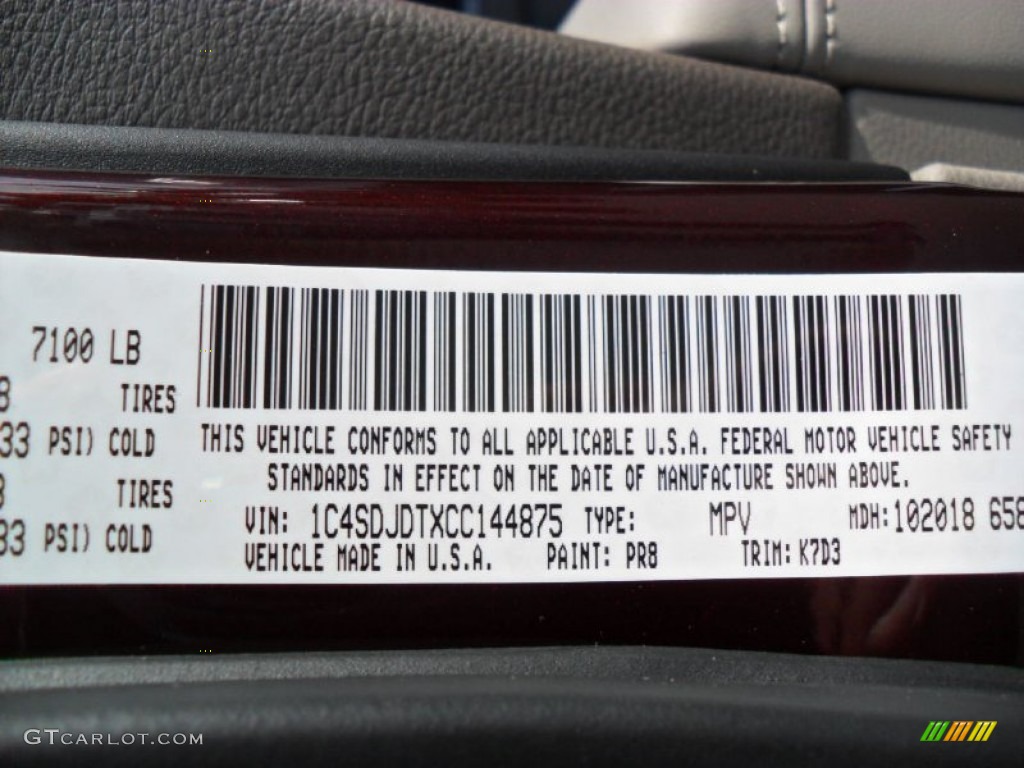 7100 LB
8 TIRES
33 PSI) COLD
TIRES
33 PSI) COLD
THIS VEHICLE CONFORMS TO ALL APPLICABLE U.S.A. FEDERAL MOTOR VEHICLE SAFETY
STANDARDS IN EFFECT ON THE DATE OF MANUFACTURE SHOWN ABOVE.
VIN: 1C4SDJDTXCC144875 TYPE: MPV MDH:102018 658
VEHICLE MADE IN U.S.A. PAINT: PR8 TRIM: K7D3
GTCARLOT.COM